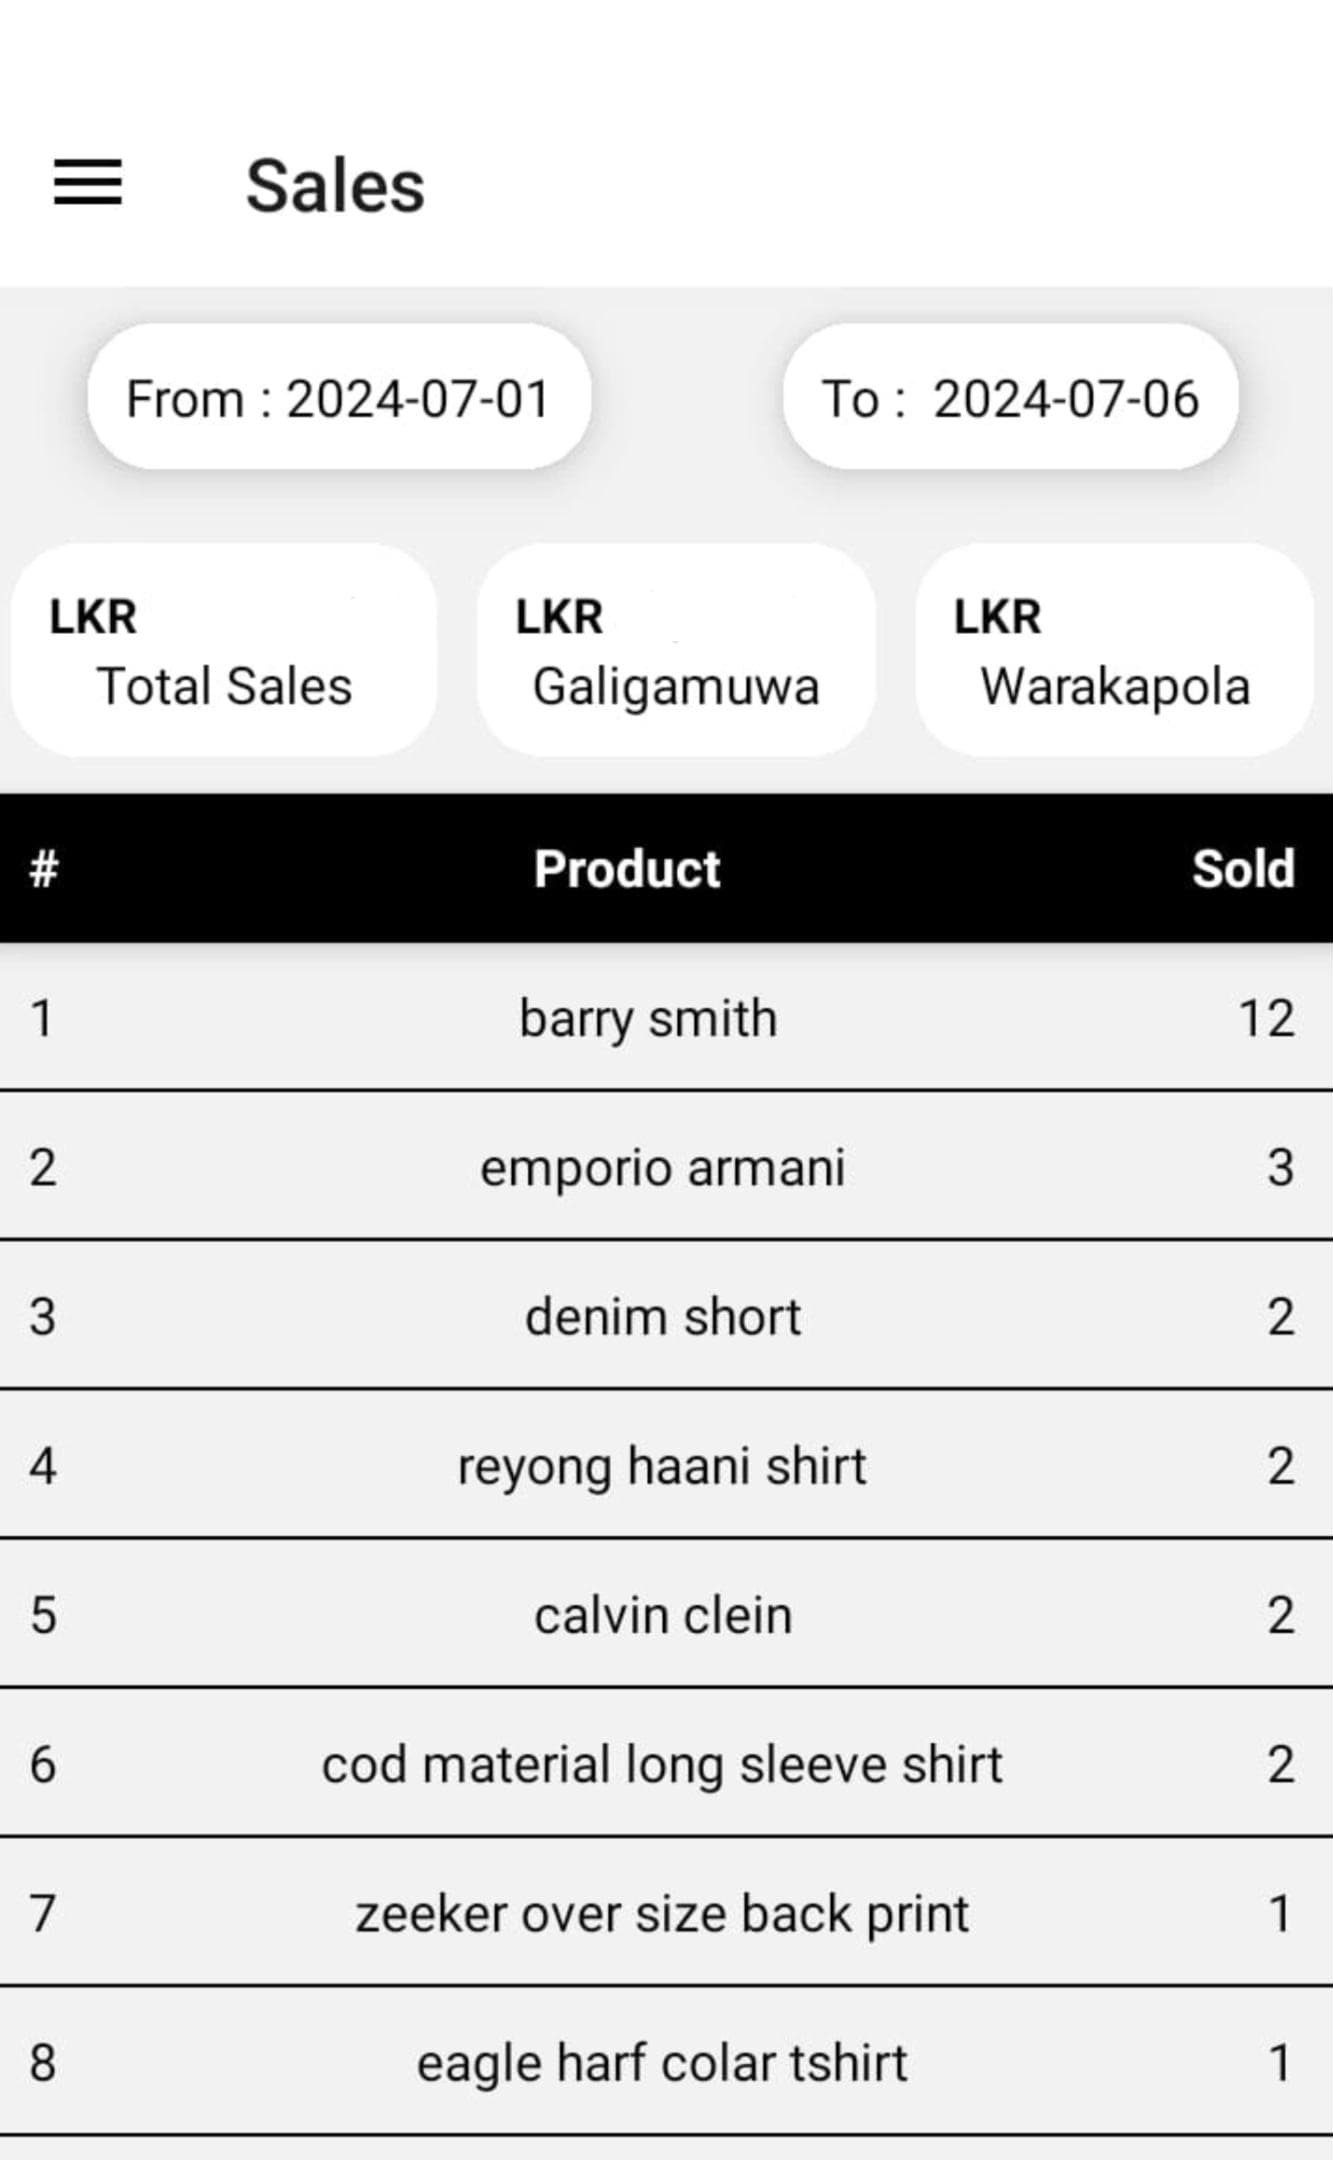 Sales
From : 2024-07-01 To : 2024-07-06
LKR LKR LKR
Total Sales Galigamuwa Warakapola
# Product Sold
1 barry smith 12
2 emporio armani 3
3 denim short 2
4 reyong haani shirt 2
5 calvin clein 2
6 cod material long sleeve shirt 2
7 zeeker over size back print 1
8 eagle harf colar tshirt 1